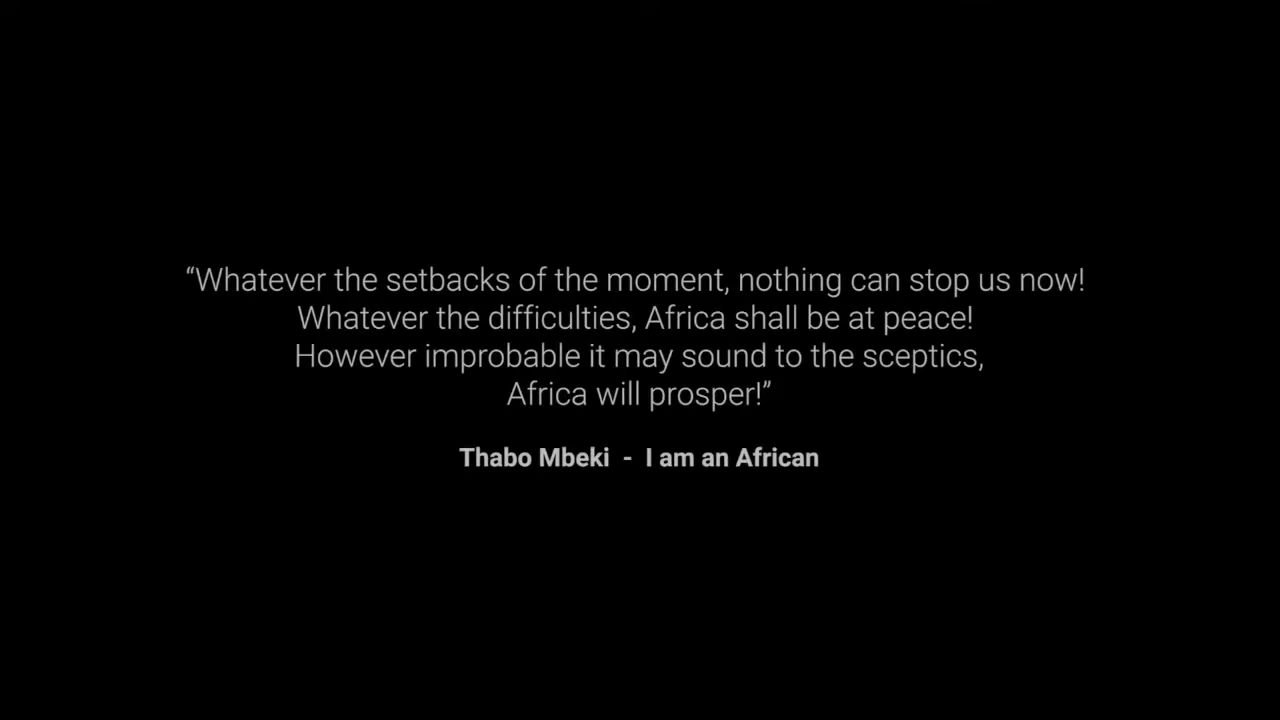 “Whatever the setbacks of the moment, nothing can stop us now!
Whatever the difficulties, Africa shall be at peace!
However improbable it may sound to the sceptics,
Africa will prosper!”
Thabo Mbeki - I am an African